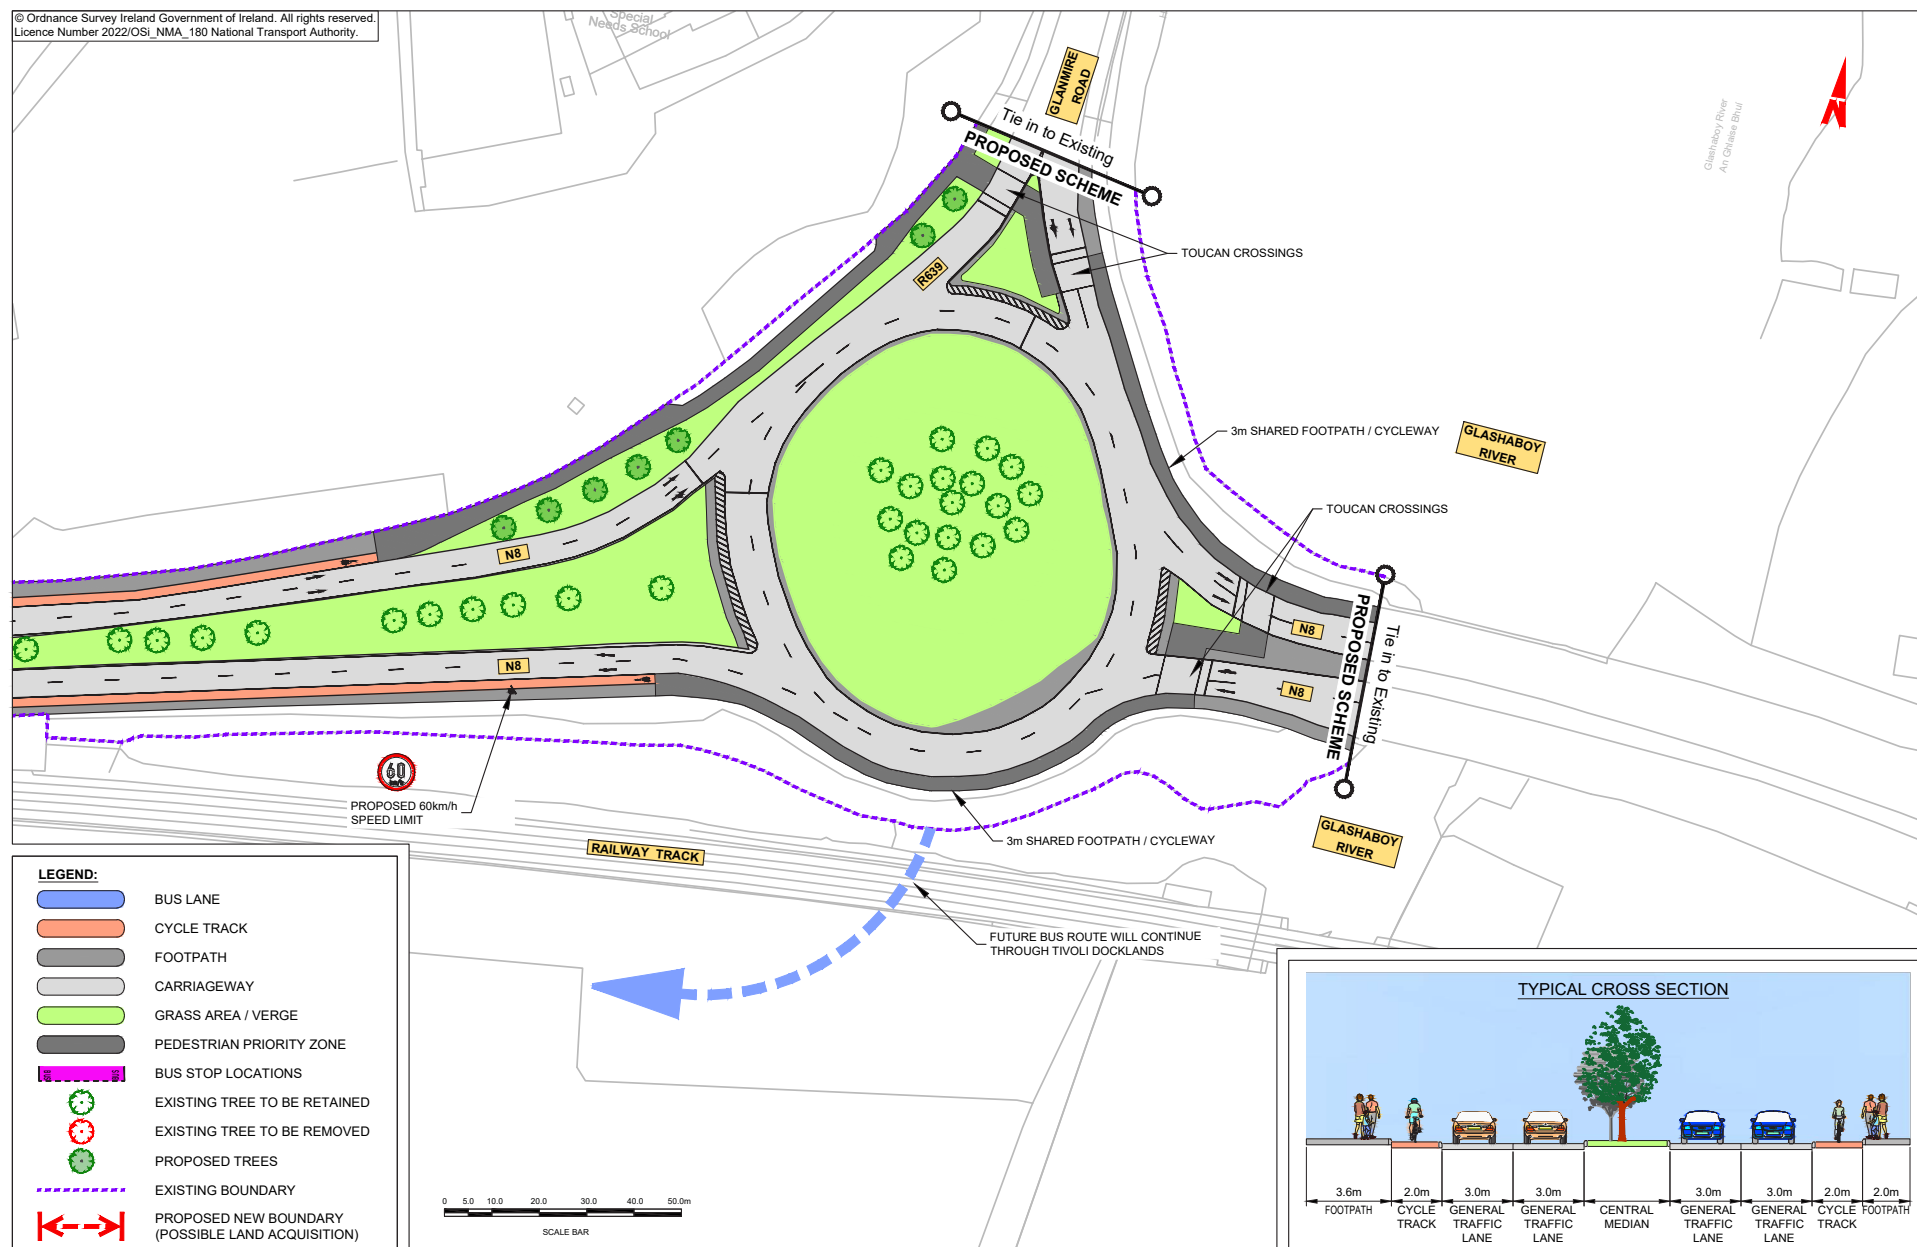 © Ordnance Survey Ireland Government of Ireland. All rights reserved.
Licence Number 2022/OSi_NMA_180 National Transport Authority.
Special
Needs School
GLANMIRE
ROAD
Tie in to Existing
PROPOSED SCHEME
Glashaboy River
An Ghlaise Bhuí
N
TOUCAN CROSSINGS
R639
3m SHARED FOOTPATH / CYCLEWAY
GLASHABOY
RIVER
TOUCAN CROSSINGS
N8
N8
N8
N8
PROPOSED SCHEME
Tie in to Existing
60
km/h
PROPOSED 60km/h
SPEED LIMIT
RAILWAY TRACK
3m SHARED FOOTPATH / CYCLEWAY
GLASHABOY
RIVER
FUTURE BUS ROUTE WILL CONTINUE
THROUGH TIVOLI DOCKLANDS
LEGEND:
BUS LANE
CYCLE TRACK
FOOTPATH
CARRIAGEWAY
GRASS AREA / VERGE
PEDESTRIAN PRIORITY ZONE
BUS BUS
BUS STOP LOCATIONS
EXISTING TREE TO BE RETAINED
EXISTING TREE TO BE REMOVED
PROPOSED TREES
EXISTING BOUNDARY
PROPOSED NEW BOUNDARY
(POSSIBLE LAND ACQUISITION)
0 5.0 10.0 20.0 30.0 40.0 50.0m
SCALE BAR
TYPICAL CROSS SECTION
3.6m 2.0m 3.0m 3.0m 3.0m 3.0m 2.0m 2.0m
FOOTPATH CYCLE GENERAL GENERAL CENTRAL GENERAL GENERAL CYCLE FOOTPATH
TRACK TRAFFIC TRAFFIC MEDIAN TRAFFIC TRAFFIC TRACK
LANE LANE LANE LANE